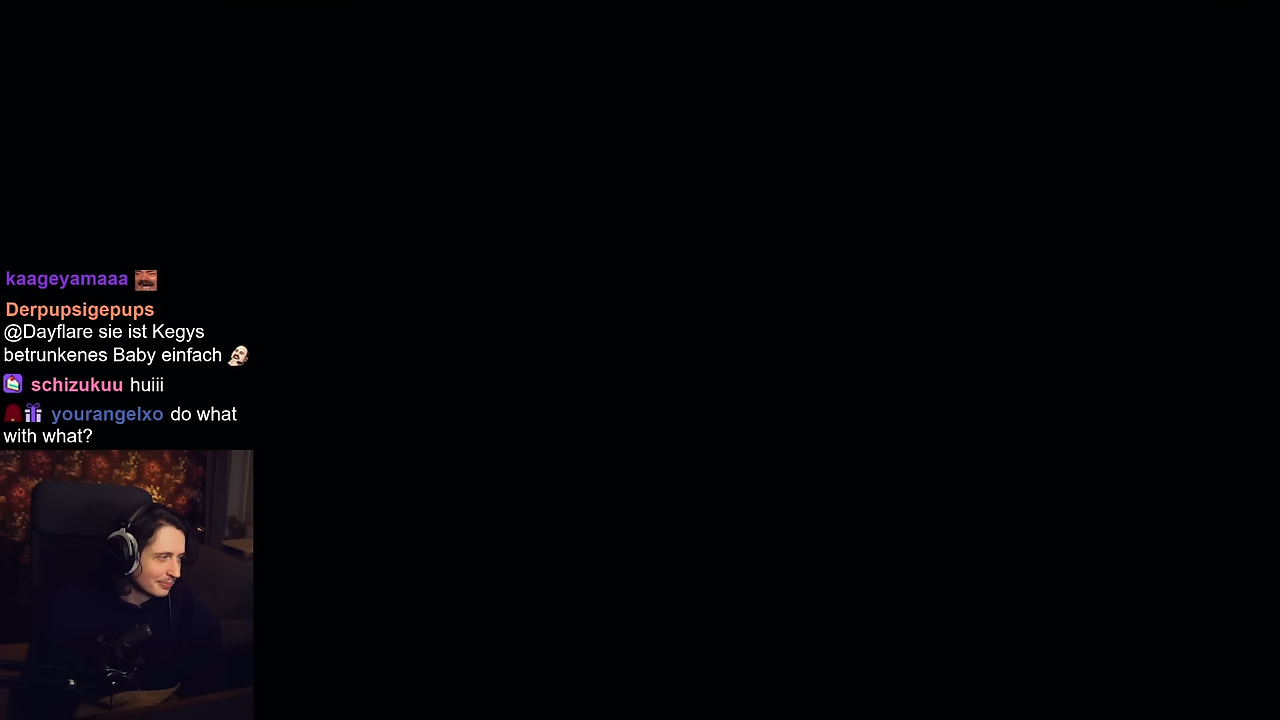 kaageyamaaa
Derpupsigepups
@Dayflare sie ist Kegys
betrunkenes Baby einfach
schizukuu huiii
yourangelxo do what
with what?